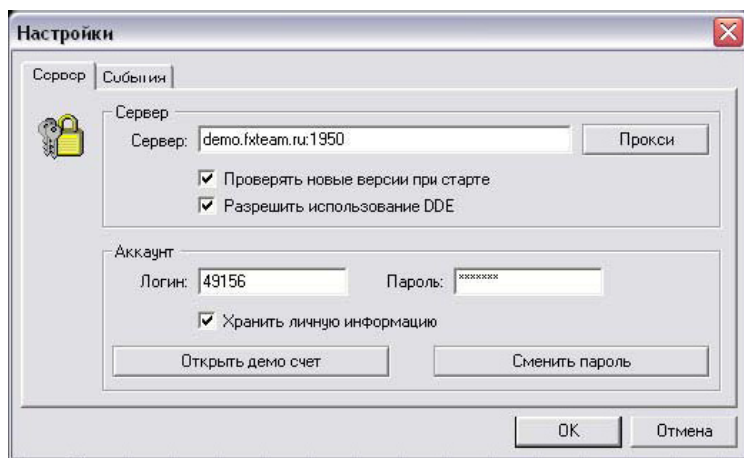 Настройки
Сервер События
Сервер
Сервер: demo.fxteam.ru:1950 Прокси
Проверять новые версии при старте
Разрешить использование DDE
Аккаунт
Логин: 49156 Пароль: *******
Хранить личную информацию
Открыть демо счет Сменить пароль
OK Отмена